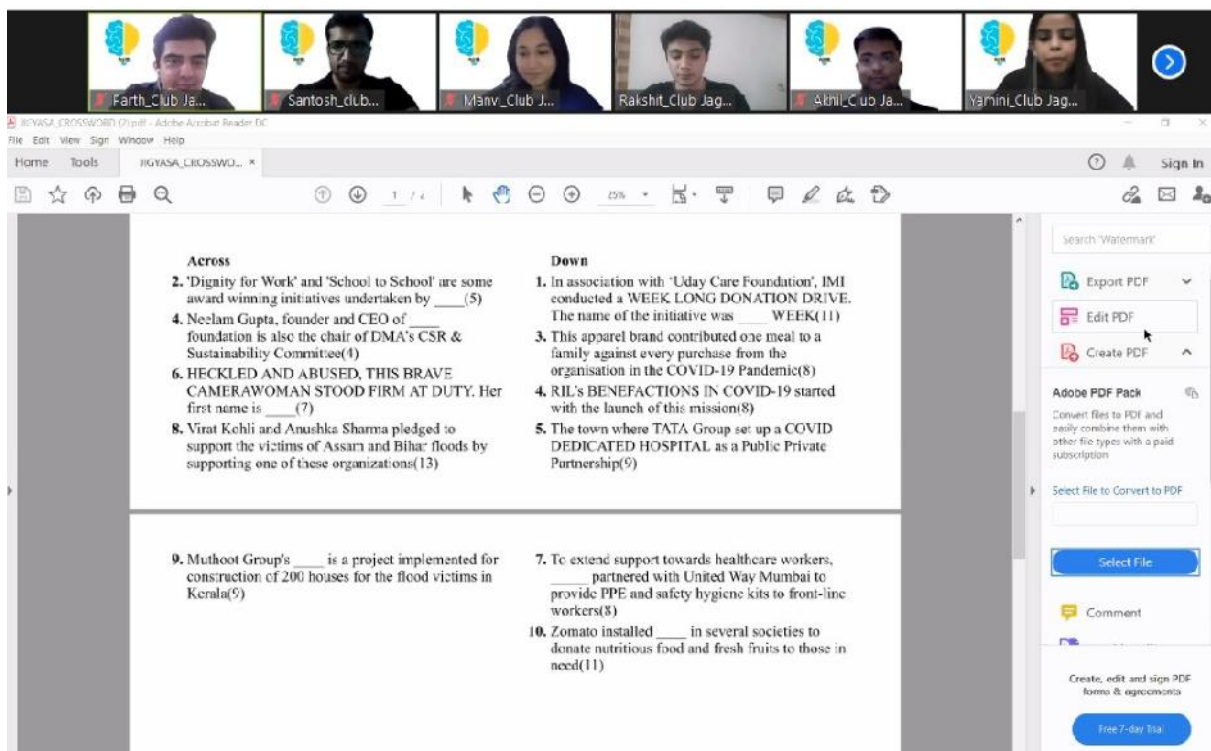 Parth_Club Ja...
Santosh_club...
Manvi_Club J...
Rakshit_Club Jag...
Akhil_Club Ja...
Yamini_Club Jag...
JIGYASA_CROSSWORD (2).pdf - Adobe Acrobat Reader DC
File Edit View Sign Window Help
Home Tools JIGYASA_CROSSWO... ×
Sign In
Across
2. 'Dignity for Work' and 'School to School' are some
award winning initiatives undertaken by ____(5)
4. Neelam Gupta, founder and CEO of ____
foundation is also the chair of DMA's CSR &
Sustainability Committee(4)
6. HECKLED AND ABUSED, THIS BRAVE
CAMERAWOMAN STOOD FIRM AT DUTY. Her
first name is ____(7)
8. Virat Kohli and Anushka Sharma pledged to
support the victims of Assam and Bihar floods by
supporting one of these organizations(13)
9. Muthoot Group's ____ is a project implemented for
construction of 200 houses for the flood victims in
Kerala(9)
Down
1. In association with 'Uday Care Foundation', IMI
conducted a WEEK LONG DONATION DRIVE.
The name of the initiative was ____ WEEK(11)
3. This apparel brand contributed one meal to a
family against every purchase from the
organisation in the COVID-19 Pandemic(8)
4. RIL's BENEFACTIONS IN COVID-19 started
with the launch of this mission(8)
5. The town where TATA Group set up a COVID
DEDICATED HOSPITAL as a Public Private
Partnership(9)
7. To extend support towards healthcare workers,
_____ partnered with United Way Mumbai to
provide PPE and safety hygiene kits to front-line
workers(8)
10. Zomato installed ____ in several societies to
donate nutritious food and fresh fruits to those in
need(11)
Search 'Watermark'
Export PDF
Edit PDF
Create PDF
Adobe PDF Pack
Convert files to PDF and
easily combine them with
other file types with a paid
subscription
Select File to Convert to PDF
Select File
Comment
Create, edit and sign PDF
forms & agreements
Free 7-day Trial